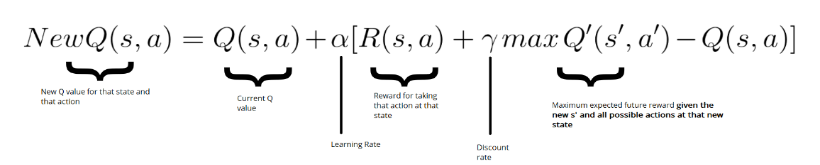 NewQ(s, a) = Q(s, a)+α[R(s, a) + γmaxQ′(s′, a′)−Q(s, a)]
New Q value for that state and
that action
Current Q
value
Reward for taking
that action at that
state
Maximum expected future reward given the
new s' and all possible actions at that new
state
Learning Rate
Discount
rate